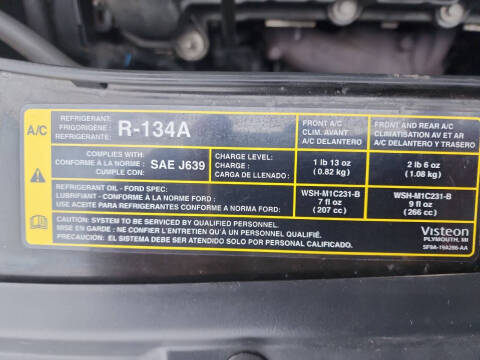 A/C
REFRIGERANT:
FRIGORIGÈNE:
REFRIGERANTE:
R-134A
FRONT A/C
CLIM. AVANT
A/C DELANTERO
FRONT AND REAR A/C
CLIMATISATION AV ET AR
A/C DELANTERO Y TRASERO
COMPLIES WITH:
CONFORME À LA NORME :
CUMPLE CON:
SAE J639
CHARGE LEVEL:
CHARGE :
CARGA DE LLENADO :
1 lb 13 oz
(0.82 kg)
2 lb 6 oz
(1.08 kg)
REFRIGERANT OIL - FORD SPEC:
LUBRIFIANT - CONFORME À LA NORME FORD :
USE ACEITE PARA REFRIGERANTES CONFORME A NORMA FORD:
WSH-M1C231-B
7 fl oz
(207 cc)
WSH-M1C231-B
9 fl oz
(266 cc)
CAUTION: SYSTEM TO BE SERVICED BY QUALIFIED PERSONNEL.
MISE EN GARDE : NE CONFIER L'ENTRETIEN QU'À UN PERSONNEL QUALIFIÉ.
PRECAUCIÓN: EL SISTEMA DEBE SER ATENDIDO SOLO POR PERSONAL CALIFICADO.
Visteon
PLYMOUTH, MI
5F9A-19A286-AA